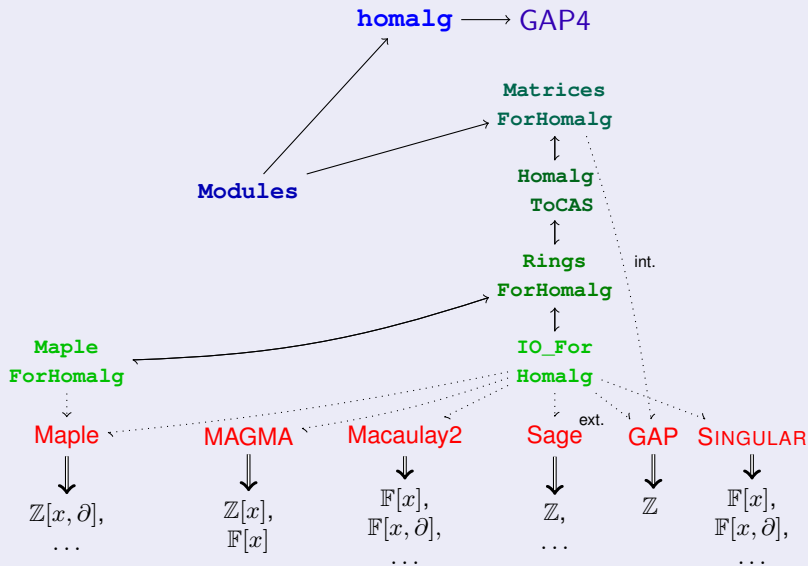 homalg GAP4
Matrices
ForHomalg
Modules
Homalg
ToCAS
Rings
ForHomalg
int.
Maple
ForHomalg
IO_For
Homalg
ext.
Maple MAGMA Macaulay2 Sage GAP SINGULAR
ℤ[x, ∂], ℤ[x], 𝔽[x], ℤ, ℤ 𝔽[x],
... 𝔽[x] 𝔽[x, ∂], ... 𝔽[x, ∂],
... ...